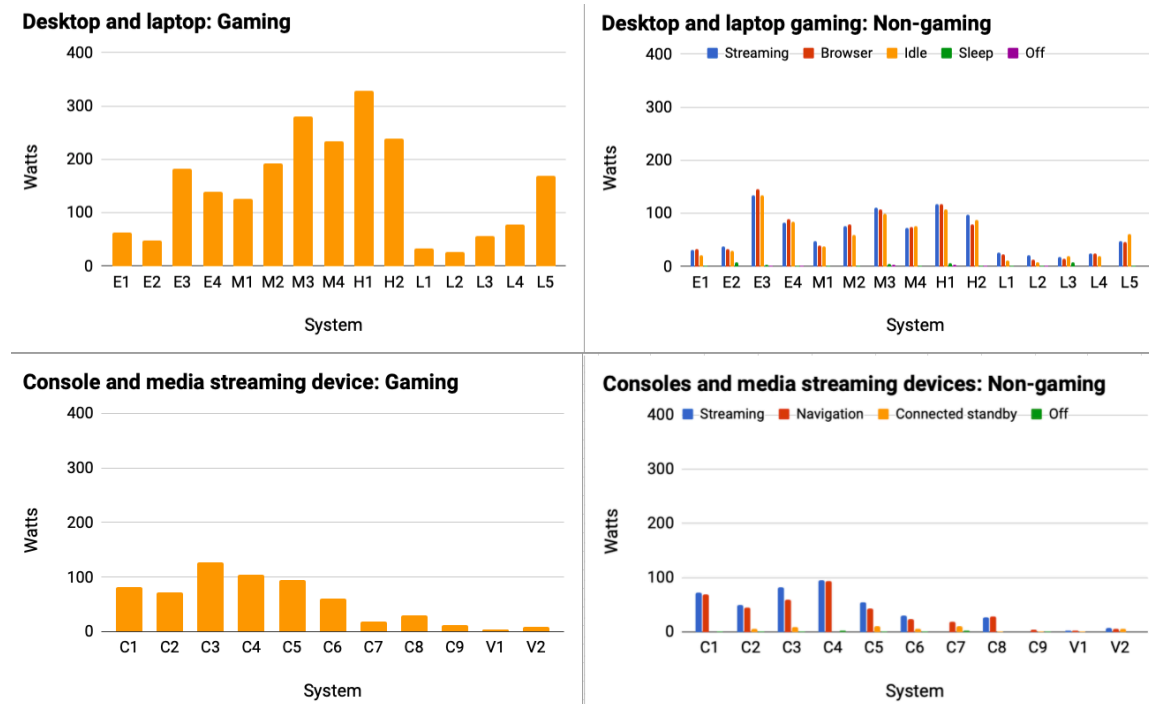 Desktop and laptop: Gaming
400
300
200
100
0
Watts
E1 E2 E3 E4 M1 M2 M3 M4 H1 H2 L1 L2 L3 L4 L5
System
Desktop and laptop gaming: Non-gaming
Streaming Browser Idle Sleep Off
400
300
200
100
0
Watts
E1 E2 E3 E4 M1 M2 M3 M4 H1 H2 L1 L2 L3 L4 L5
System
Console and media streaming device: Gaming
400
300
200
100
0
Watts
C1 C2 C3 C4 C5 C6 C7 C8 C9 V1 V2
System
Consoles and media streaming devices: Non-gaming
Streaming Navigation Connected standby Off
400
300
200
100
0
Watts
C1 C2 C3 C4 C5 C6 C7 C8 C9 V1 V2
System